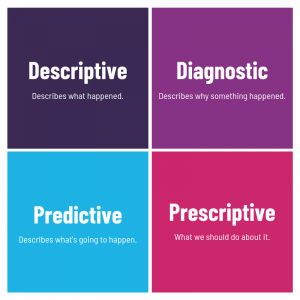 Descriptive
Describes what happened.
Diagnostic
Describes why something happened.
Predictive
Describes what's going to happen.
Prescriptive
What we should do about it.